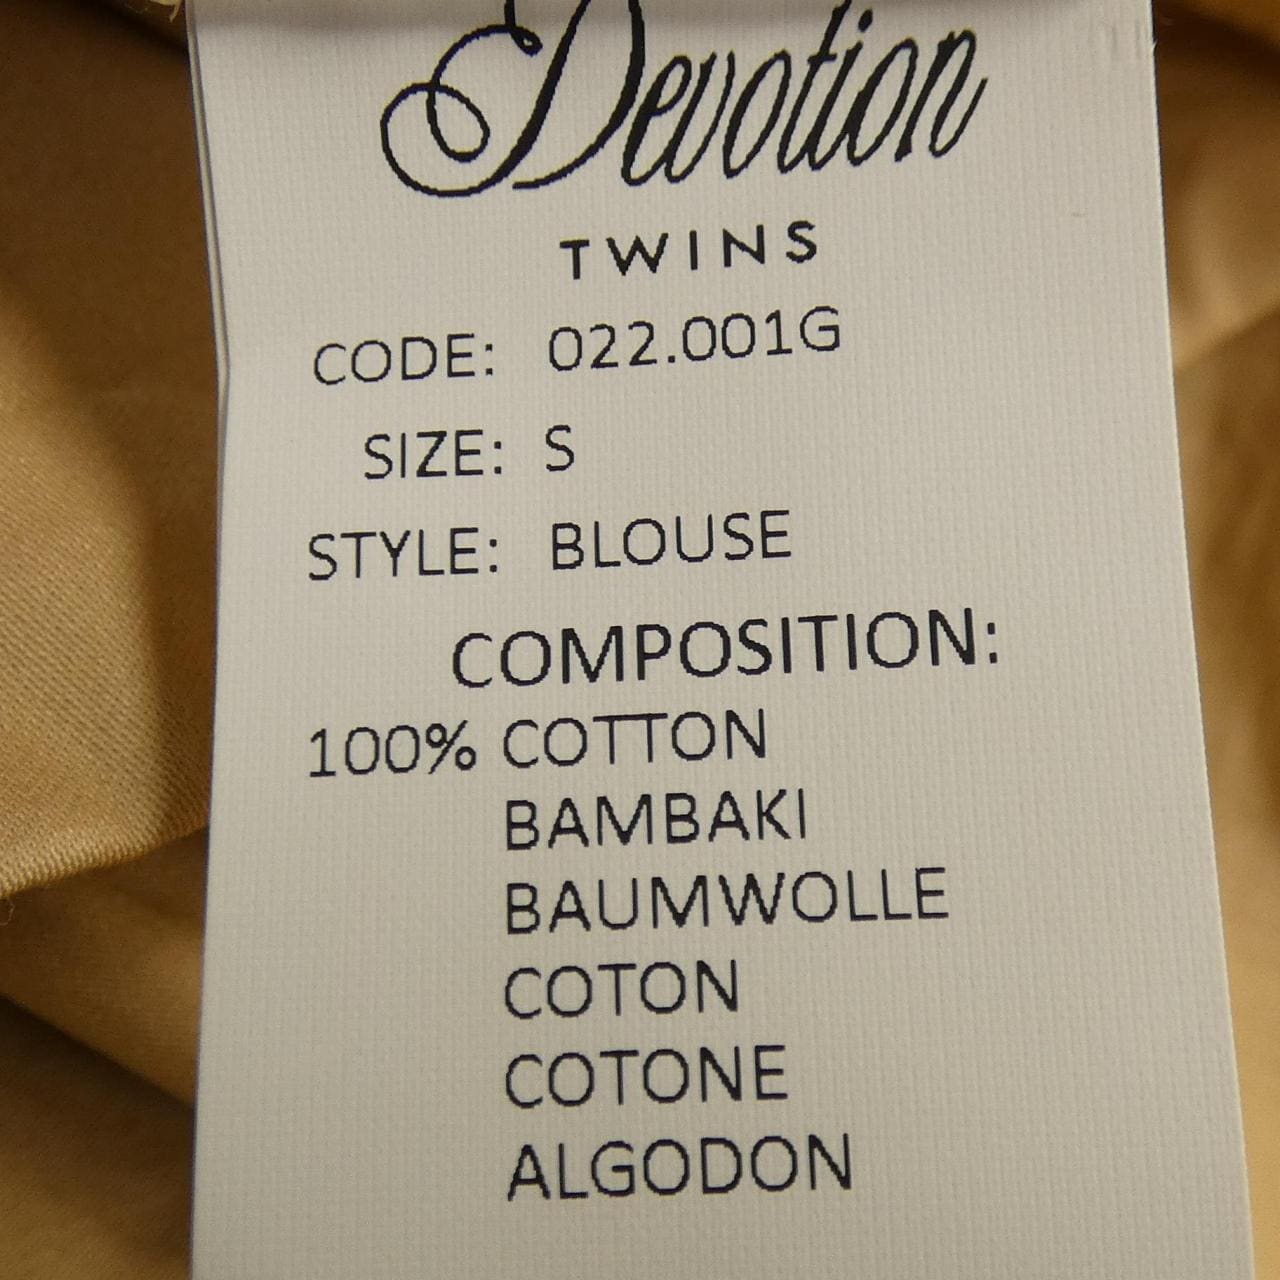 Devotion
TWINS
CODE: 022.001G
SIZE: S
STYLE: BLOUSE
COMPOSITION:
100% COTTON
BAMBAKI
BAUMWOLLE
COTON
COTONE
ALGODON